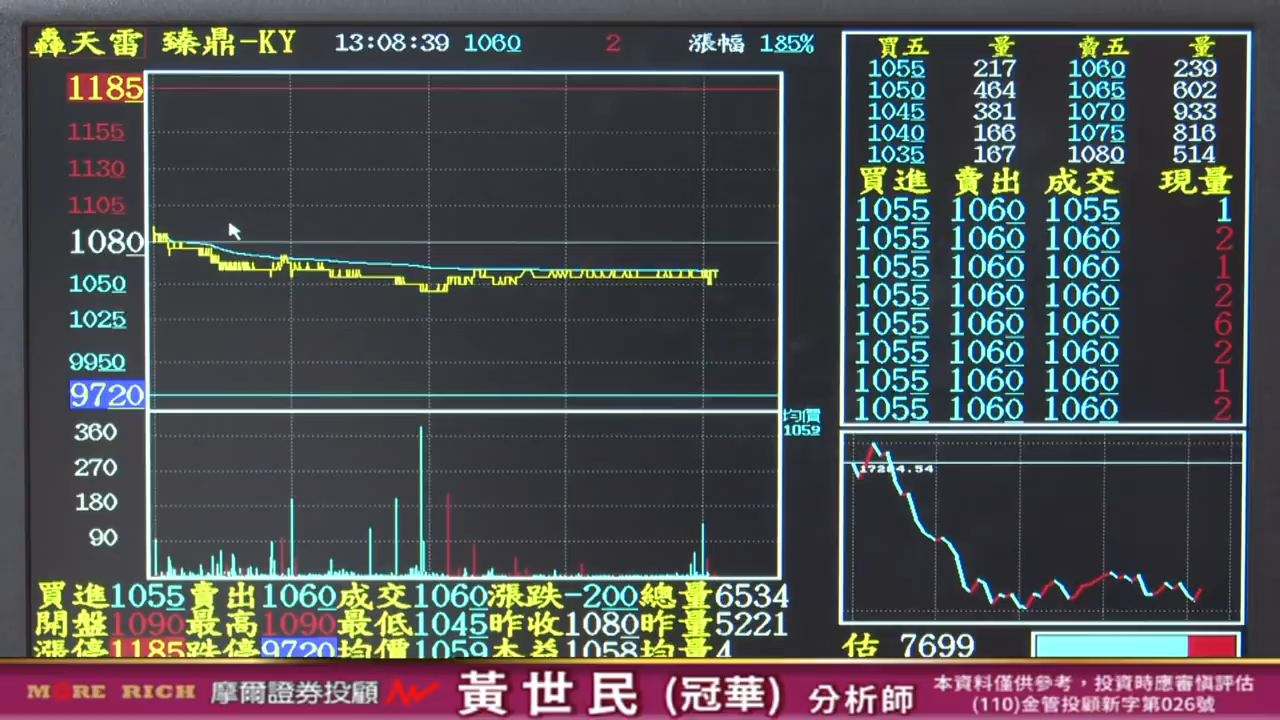 轟天雷 臻鼎-KY 13:08:39 1060 2 漲幅 185%
1185
1155
1130
1105
1080
1050
1025
9950
9720
360
270
180
90
均價
1059
買五 量 賣五 量
1055 217 1060 239
1050 464 1065 602
1045 381 1070 933
1040 166 1075 816
1035 167 1080 514
買進 賣出 成交 現量
1055 1060 1055 1
1055 1060 1060 2
1055 1060 1060 1
1055 1060 1060 2
1055 1060 1060 6
1055 1060 1060 2
1055 1060 1060 1
1055 1060 1060 2
17204.54
買進1055賣出1060成交1060漲跌-200總量6534
開盤1090最高1090最低1045昨收1080昨量5221
漲停1185跌停9720均價1059本益1058均量4
估 7699
MORE RICH 摩爾證券投顧 黃世民(冠華)分析師
本資料僅供參考，投資時應審慎評估
(110)金管投顧新字第026號